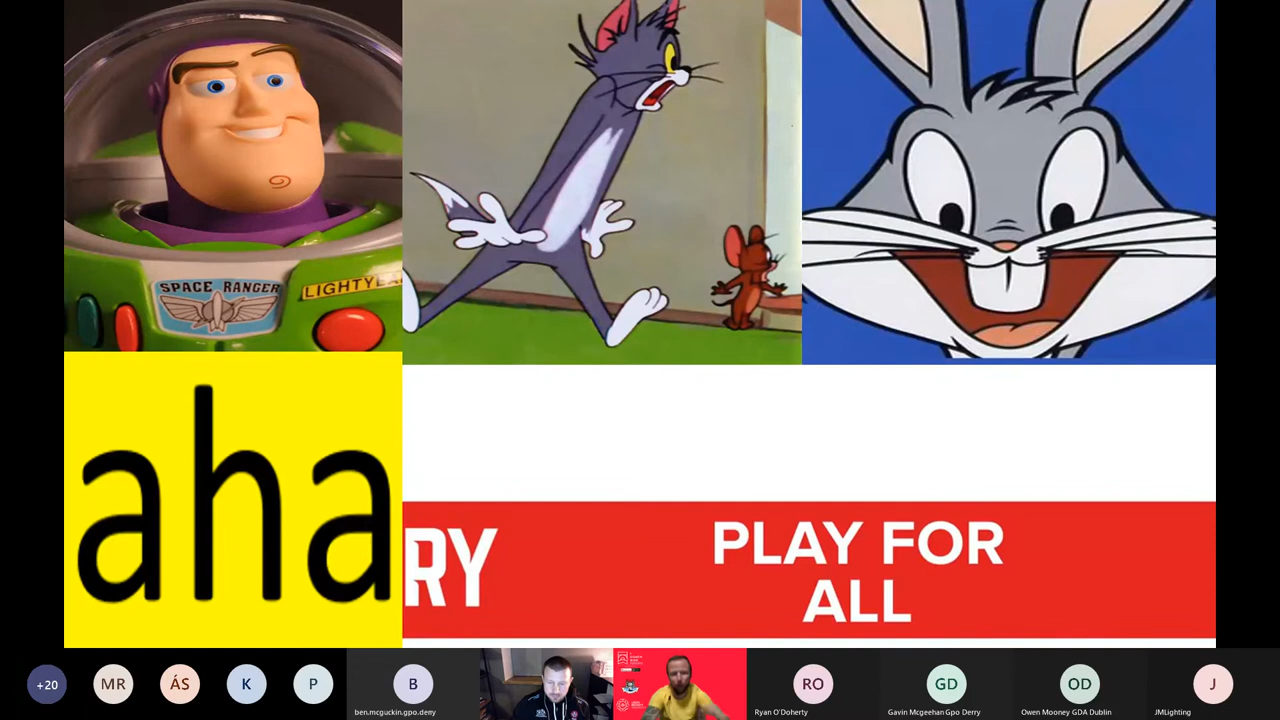 SPACE RANGER
LIGHTYEA
aha
RY
PLAY FOR
ALL
+20
MR
ÁS
K
P
B
ben.mcguckin.gpo.derry
RO
Ryan O'Doherty
GD
Gavin Mcgeehan Gpo Derry
OD
Owen Mooney GDA Dublin
J
JMLighting